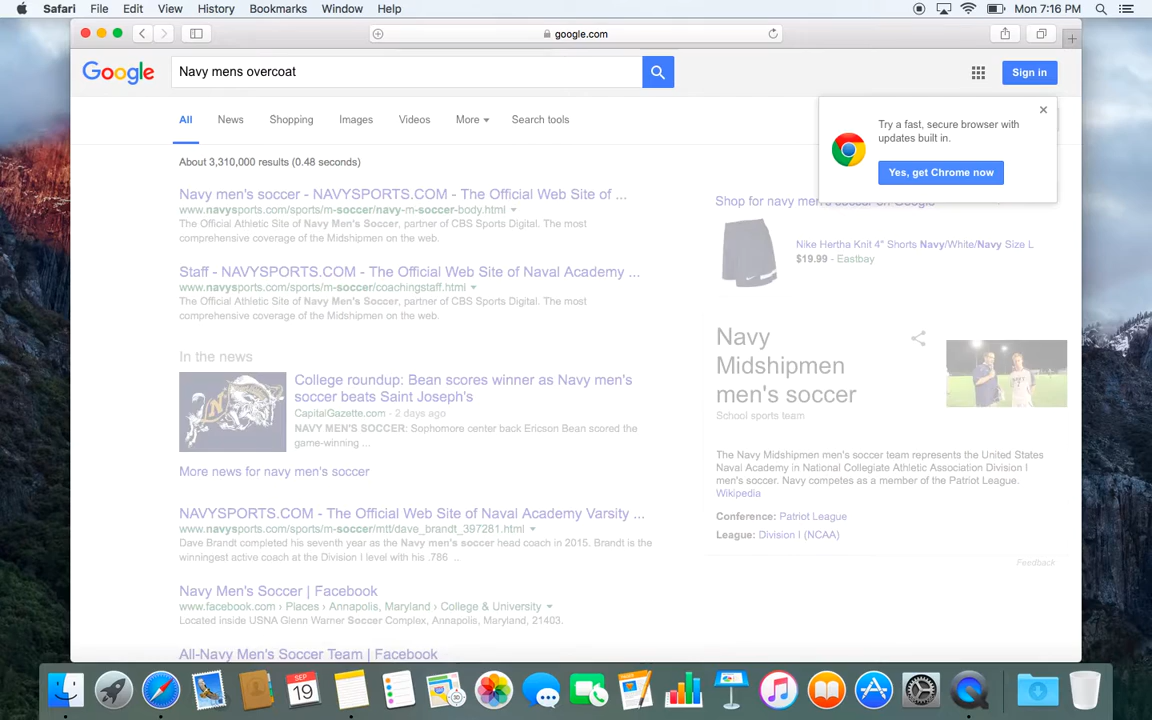 Safari File Edit View History Bookmarks Window Help Mon 7:16 PM
google.com
Google Navy mens overcoat Sign in
All News Shopping Images Videos More Search tools
Try a fast, secure browser with
updates built in.
Yes, get Chrome now
About 3,310,000 results (0.48 seconds)
Navy men's soccer - NAVYSPORTS.COM - The Official Web Site of ...
www.navysports.com/sports/m-soccer/navy-m-soccer-body.html
The Official Athletic Site of Navy Men's Soccer, partner of CBS Sports Digital. The most
comprehensive coverage of the Midshipmen on the web.
Staff - NAVYSPORTS.COM - The Official Web Site of Naval Academy ...
www.navysports.com/sports/m-soccer/coachingstaff.html
The Official Athletic Site of Navy Men's Soccer, partner of CBS Sports Digital. The most
comprehensive coverage of the Midshipmen on the web.
In the news
College roundup: Bean scores winner as Navy men's
soccer beats Saint Joseph's
CapitalGazette.com - 2 days ago
NAVY MEN'S SOCCER: Sophomore center back Ericson Bean scored the
game-winning ...
More news for navy men's soccer
NAVYSPORTS.COM - The Official Web Site of Naval Academy Varsity ...
www.navysports.com/sports/m-soccer/mtt/dave_brandt_397281.html
Dave Brandt completed his seventh year as the Navy men's soccer head coach in 2015. Brandt is the
winningest active coach at the Division I level with his .786 ...
Navy Men's Soccer | Facebook
www.facebook.com › Places › Annapolis, Maryland › College & University
Located inside USNA Glenn Warner Soccer Complex, Annapolis, Maryland, 21403.
All-Navy Men's Soccer Team | Facebook
Shop for navy men's soccer on Google
Nike Hertha Knit 4" Shorts Navy/White/Navy Size L
$19.99 - Eastbay
Navy
Midshipmen
men's soccer
School sports team
The Navy Midshipmen men's soccer team represents the United States
Naval Academy in National Collegiate Athletic Association Division I
men's soccer. Navy competes as a member of the Patriot League.
Wikipedia
Conference: Patriot League
League: Division I (NCAA)
Feedback
SEP
19